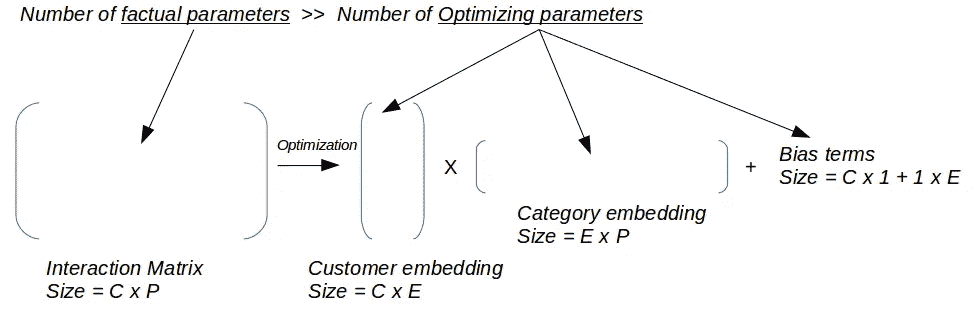 Number of factual parameters >> Number of Optimizing parameters
Optimization
X
+
Bias terms
Size = C x 1 + 1 x E
Category embedding
Size = E x P
Interaction Matrix
Size = C x P
Customer embedding
Size = C x E